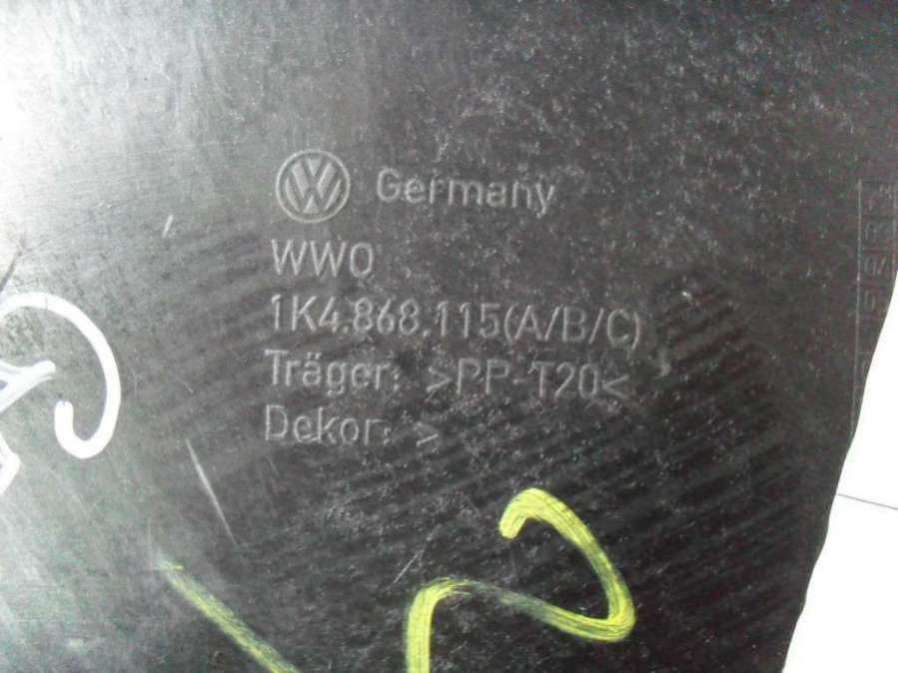 Germany
WWO
1K4.868.115(A/B/C)
Träger: >PP-T20<
Dekor: >